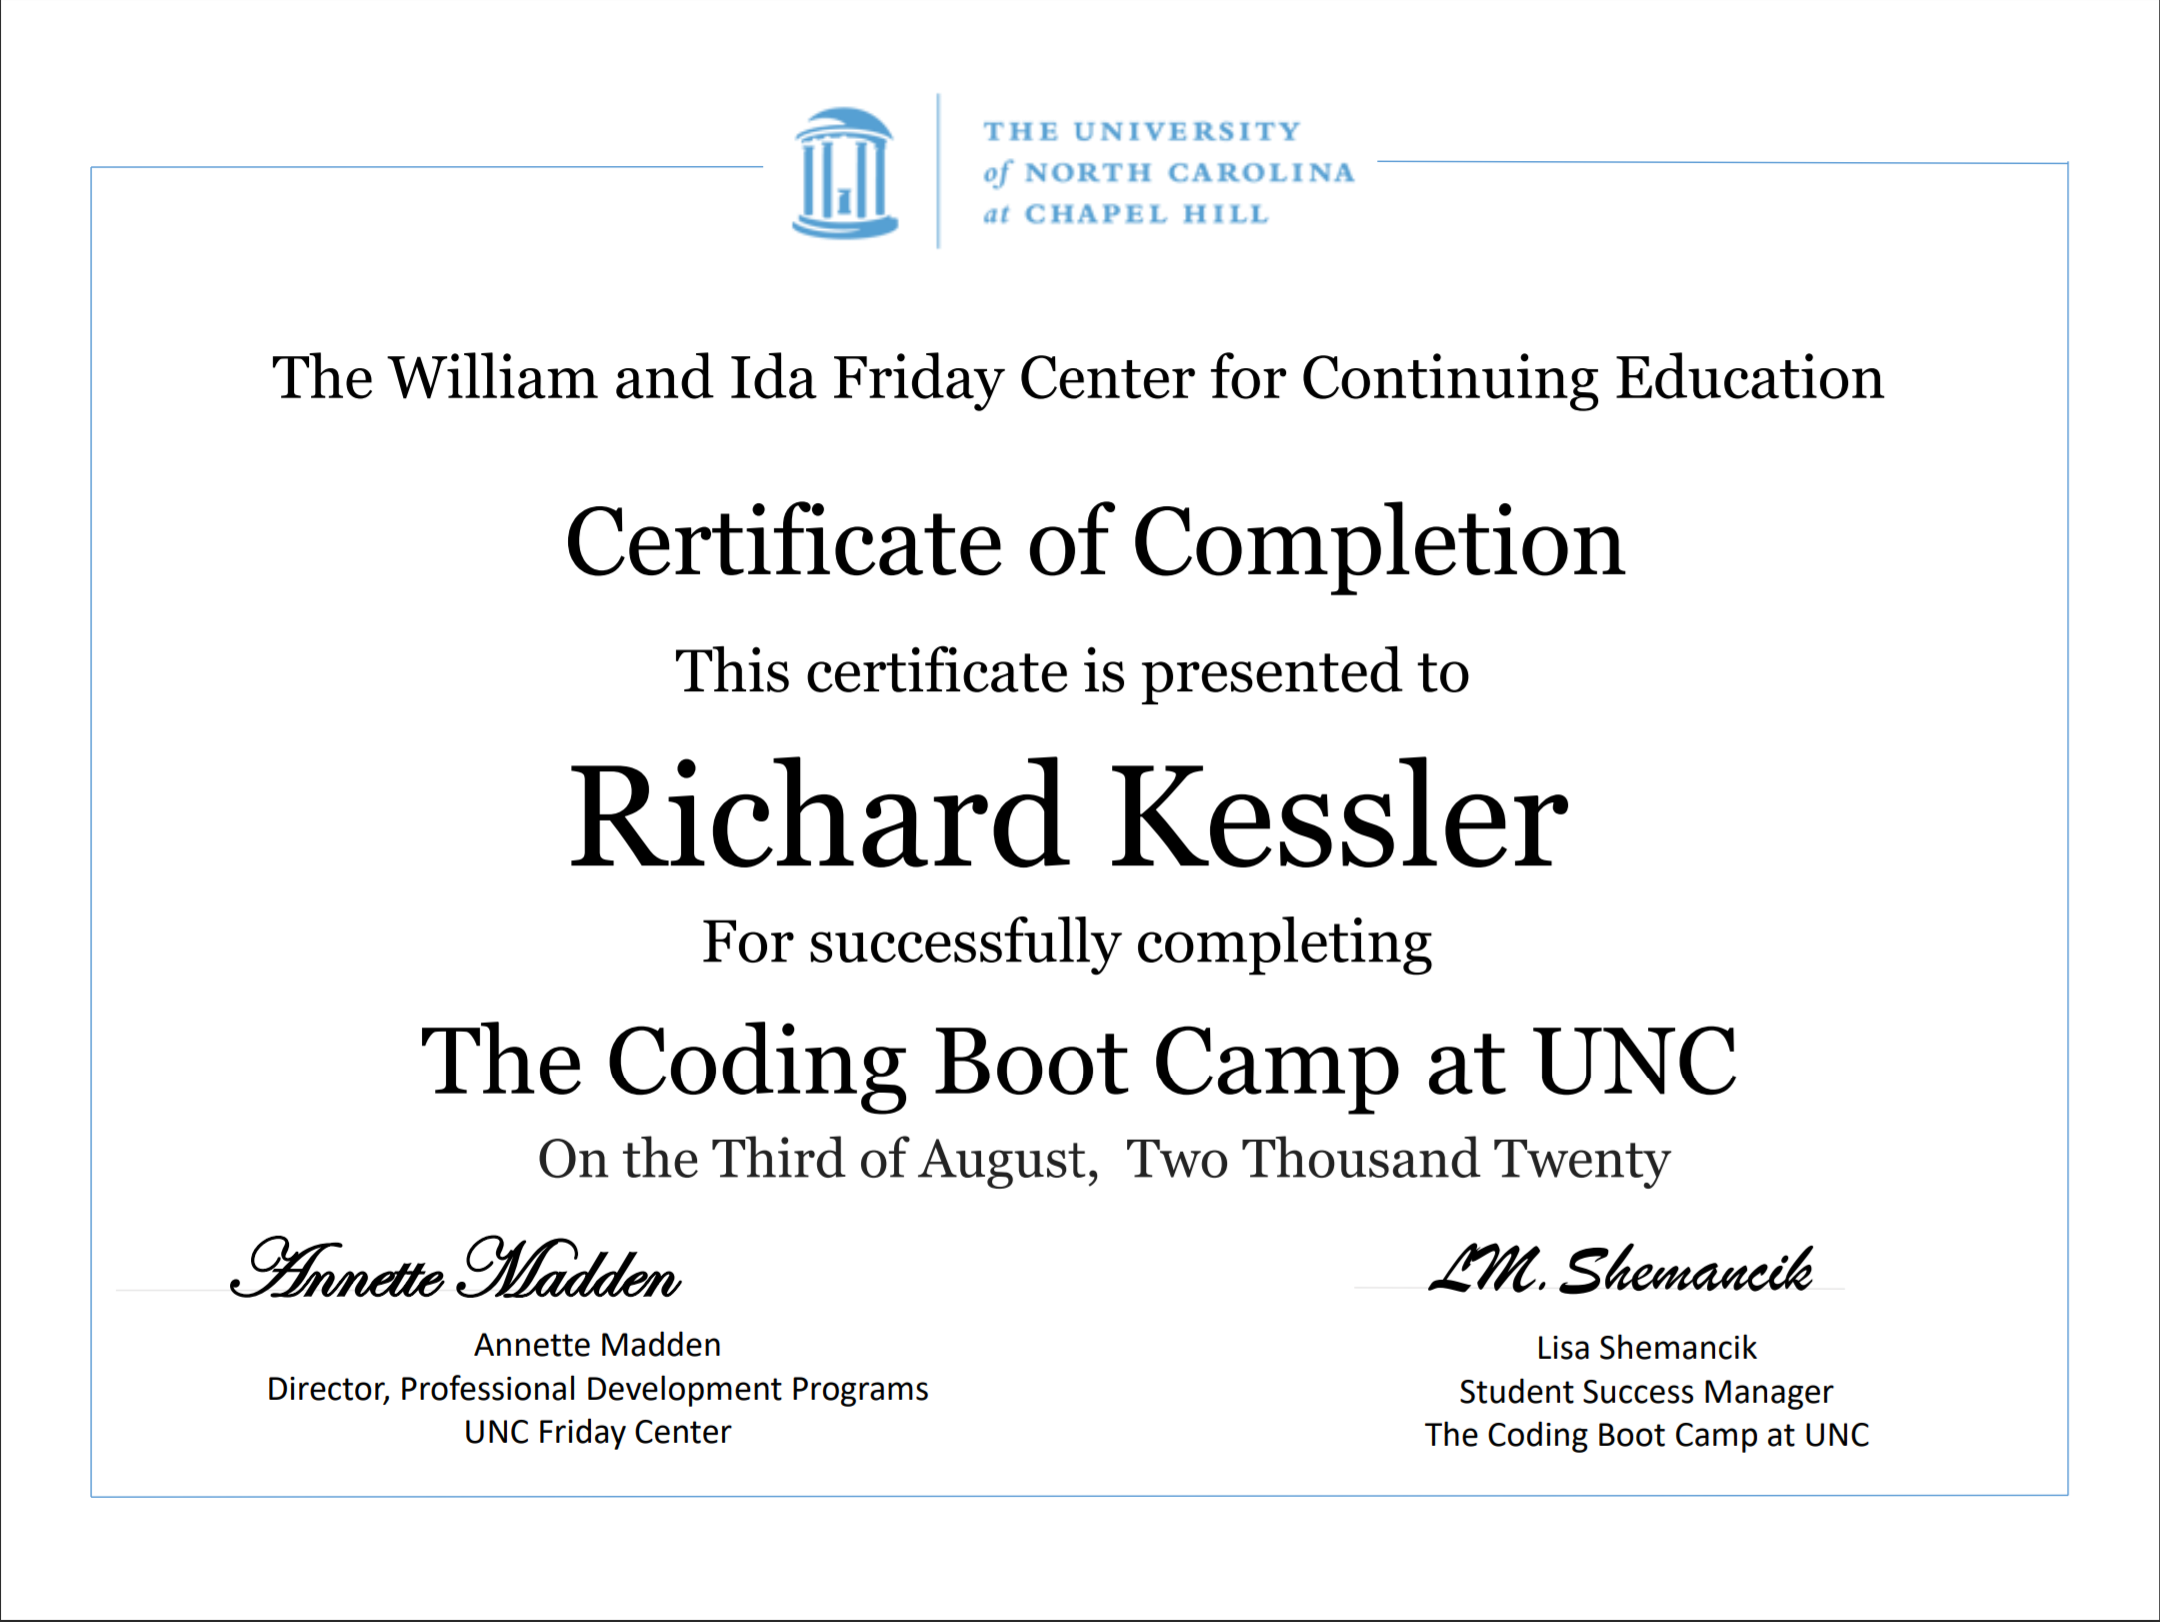 THE UNIVERSITY
of NORTH CAROLINA
at CHAPEL HILL
The William and Ida Friday Center for Continuing Education
Certificate of Completion
This certificate is presented to
Richard Kessler
For successfully completing
The Coding Boot Camp at UNC
On the Third of August, Two Thousand Twenty
Annette Madden
Annette Madden
Director, Professional Development Programs
UNC Friday Center
LM. Shemancik
Lisa Shemancik
Student Success Manager
The Coding Boot Camp at UNC